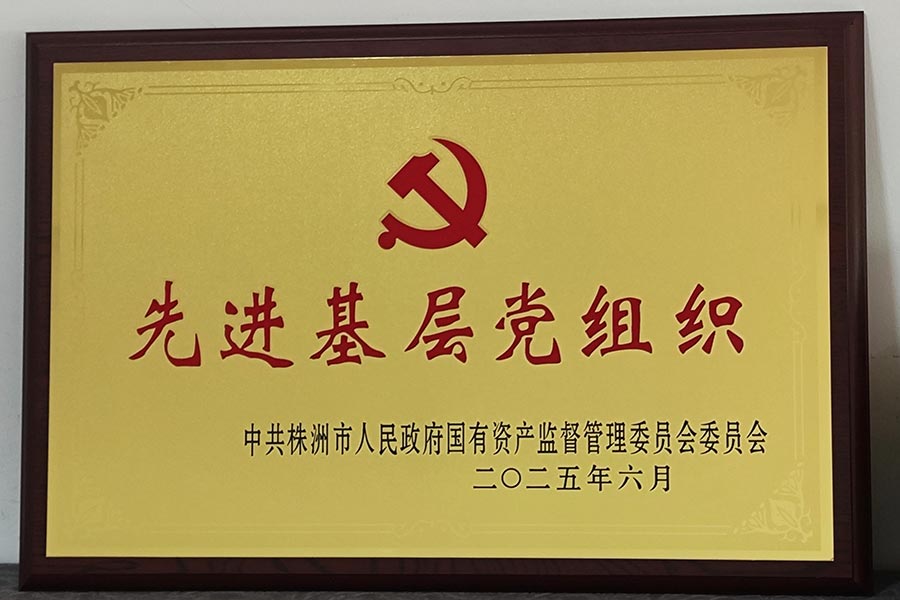 先进基层党组织
中共株洲市人民政府国有资产监督管理委员会委员会
二〇二五年六月